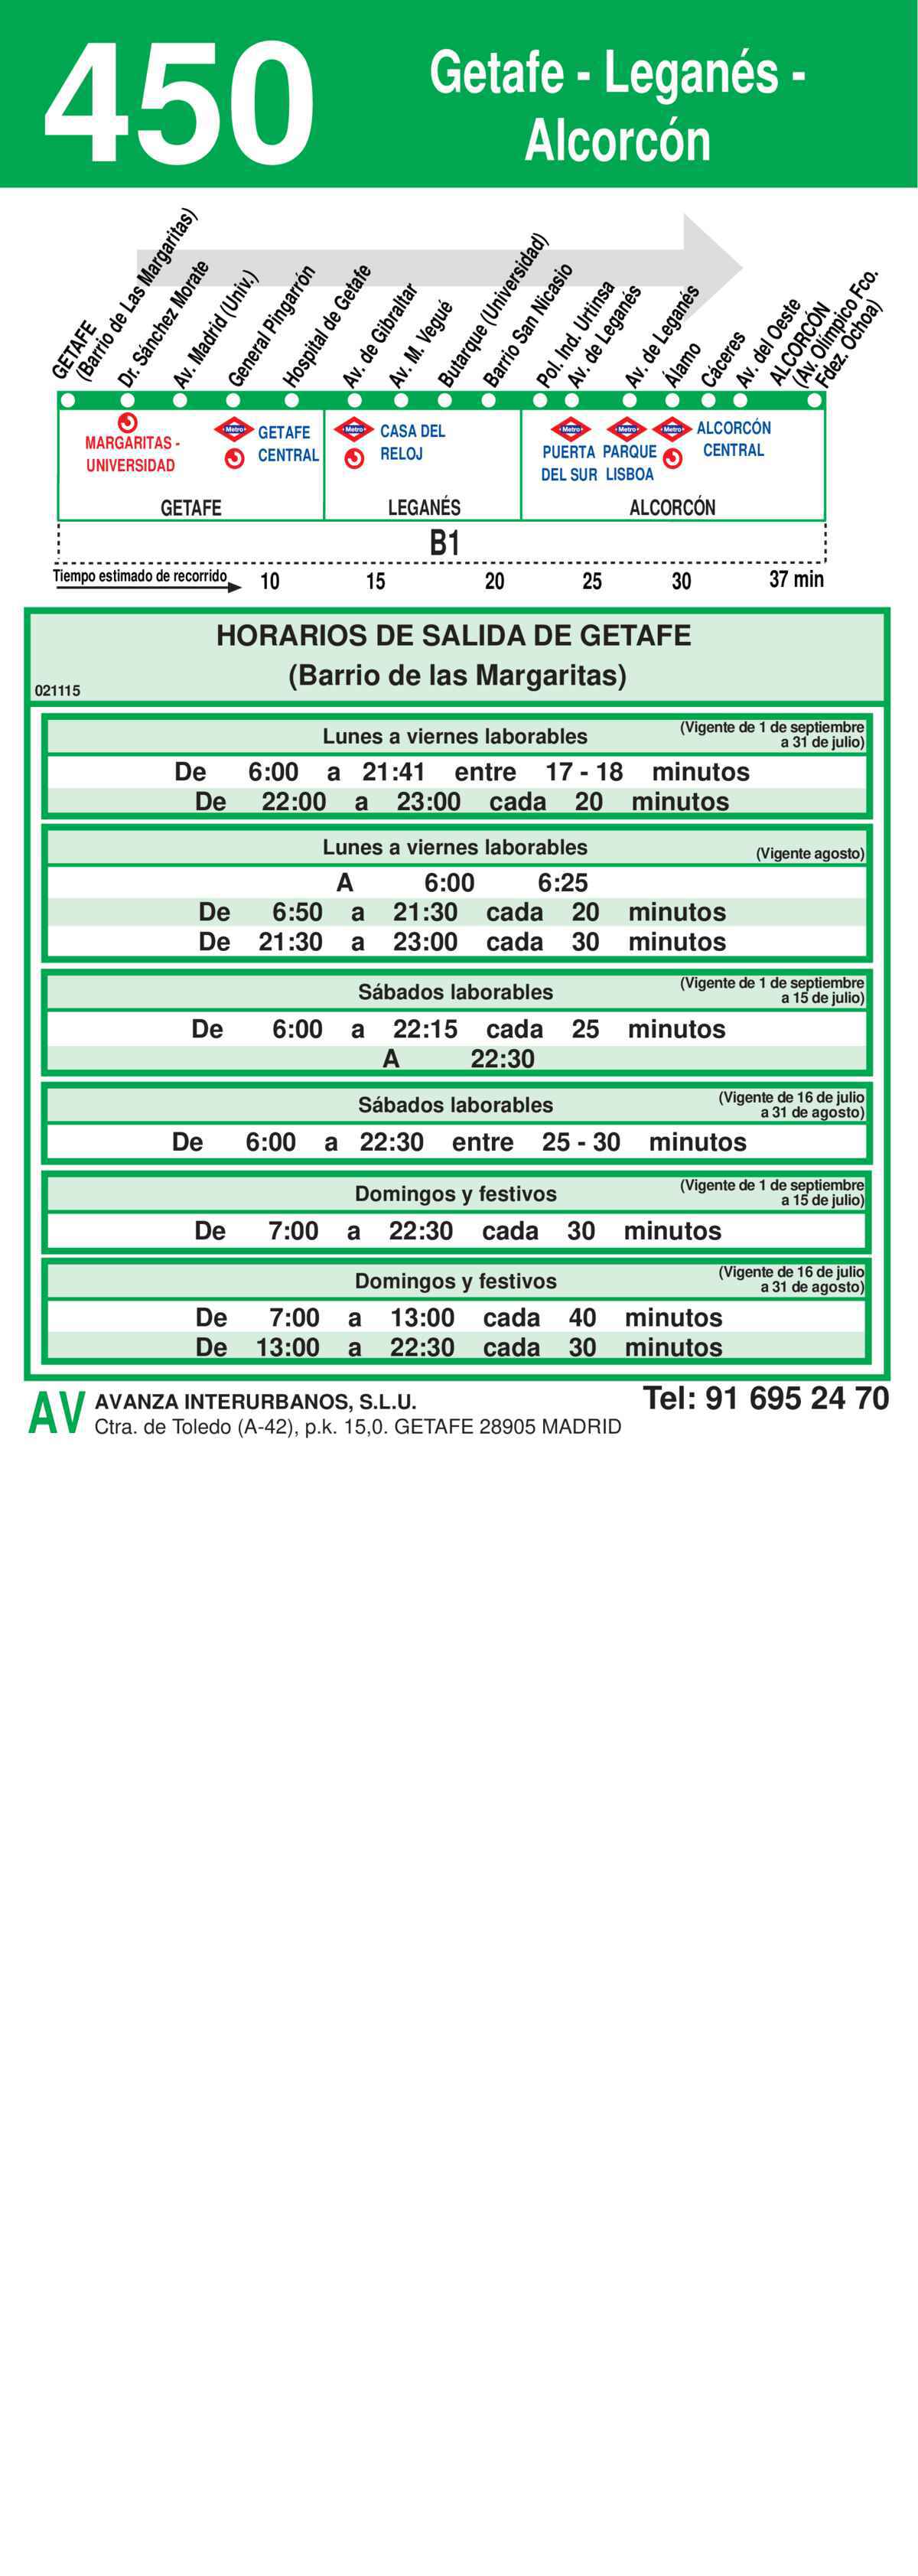 450
Getafe - Leganés -
Alcorcón
GETAFE
(Barrio de Las Margaritas)
Dr. Sánchez Morate
Av. Madrid (Univ.)
General Pingarrón
Hospital de Getafe
Av. de Gibraltar
Av. M. Vegué
Butarque (Universidad)
Barrio San Nicasio
Pol. Ind. Urtinsa
Av. de Leganés
Av. de Leganés
Álamo
Cáceres
Av. del Oeste
ALCORCÓN
(Av. Olímpico Fco.
Fdez. Ochoa)
MARGARITAS -
UNIVERSIDAD
Metro GETAFE
CENTRAL
Metro CASA DEL
RELOJ
Metro Metro Metro ALCORCÓN
PUERTA PARQUE CENTRAL
DEL SUR LISBOA
GETAFE LEGANÉS ALCORCÓN
B1
Tiempo estimado de recorrido 10 15 20 25 30 37 min
HORARIOS DE SALIDA DE GETAFE
(Barrio de las Margaritas)
021115
Lunes a viernes laborables (Vigente de 1 de septiembre
a 31 de julio)
De 6:00 a 21:41 entre 17 - 18 minutos
De 22:00 a 23:00 cada 20 minutos
Lunes a viernes laborables (Vigente agosto)
A 6:00 6:25
De 6:50 a 21:30 cada 20 minutos
De 21:30 a 23:00 cada 30 minutos
Sábados laborables (Vigente de 1 de septiembre
a 15 de julio)
De 6:00 a 22:15 cada 25 minutos
A 22:30
Sábados laborables (Vigente de 16 de julio
a 31 de agosto)
De 6:00 a 22:30 entre 25 - 30 minutos
Domingos y festivos (Vigente de 1 de septiembre
a 15 de julio)
De 7:00 a 22:30 cada 30 minutos
Domingos y festivos (Vigente de 16 de julio
a 31 de agosto)
De 7:00 a 13:00 cada 40 minutos
De 13:00 a 22:30 cada 30 minutos
AV AVANZA INTERURBANOS, S.L.U. Tel: 91 695 24 70
Ctra. de Toledo (A-42), p.k. 15,0. GETAFE 28905 MADRID